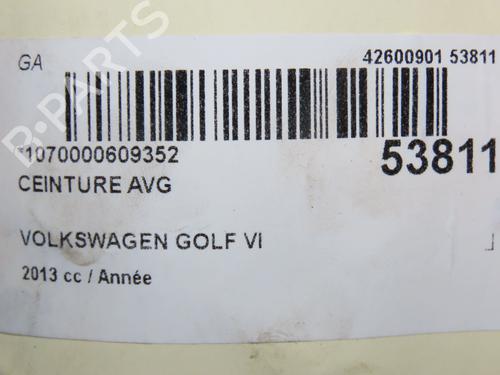 GA
42600901 53811
*1070000609352
53811
CEINTURE AVG
VOLKSWAGEN GOLF VI
2013 cc / Année
B-PARTS